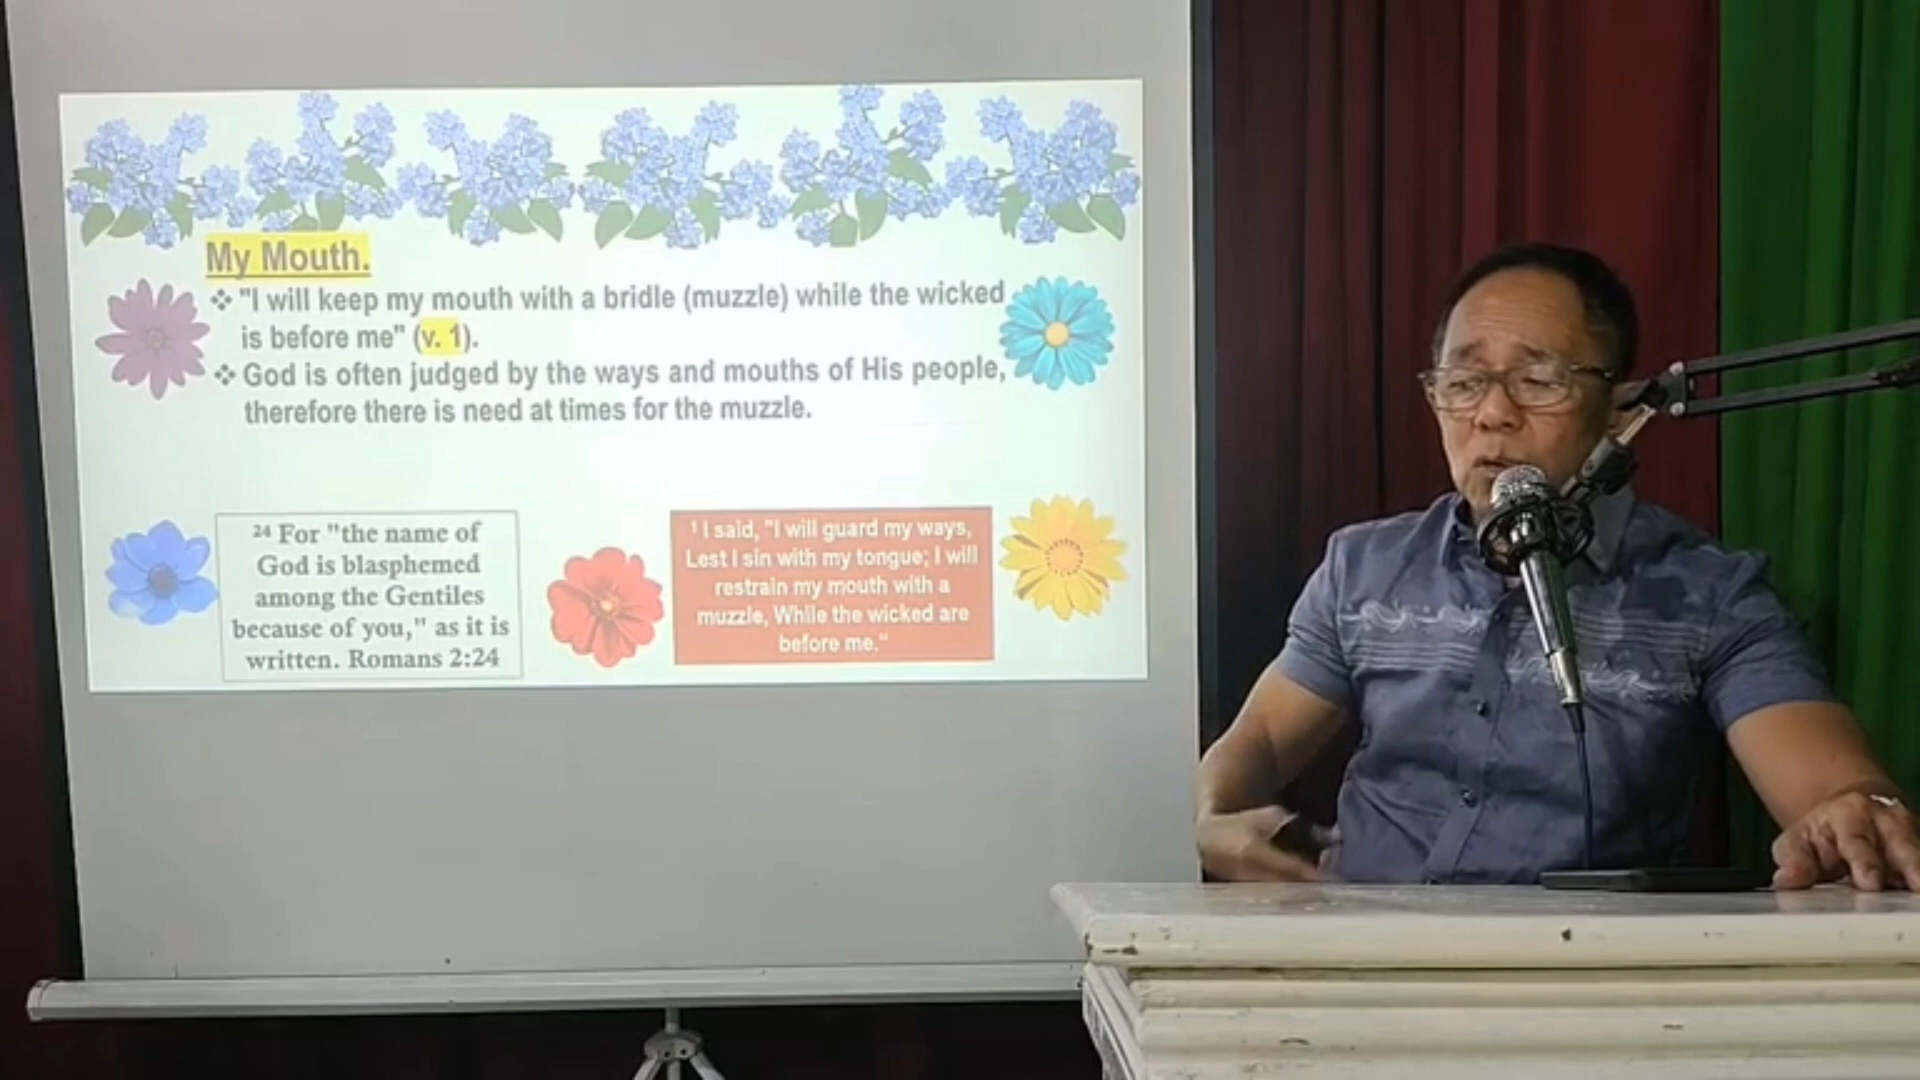 My Mouth.
❖ "I will keep my mouth with a bridle (muzzle) while the wicked
is before me" (v. 1).
❖ God is often judged by the ways and mouths of His people,
therefore there is need at times for the muzzle.
24 For "the name of
God is blasphemed
among the Gentiles
because of you," as it is
written. Romans 2:24
1 I said, "I will guard my ways,
Lest I sin with my tongue; I will
restrain my mouth with a
muzzle, While the wicked are
before me."